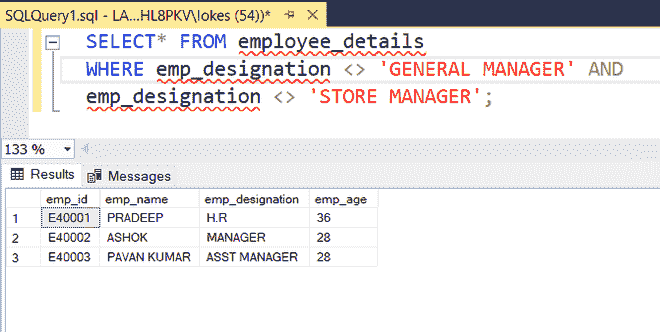 SQLQuery1.sql - LA...HL8PKV\lokes (54))*
SELECT* FROM employee_details
WHERE emp_designation <> 'GENERAL MANAGER' AND
emp_designation <> 'STORE MANAGER';
133 %
Results Messages
emp_id emp_name emp_designation emp_age
1 E40001 PRADEEP H.R 36
2 E40002 ASHOK MANAGER 28
3 E40003 PAVAN KUMAR ASST MANAGER 28